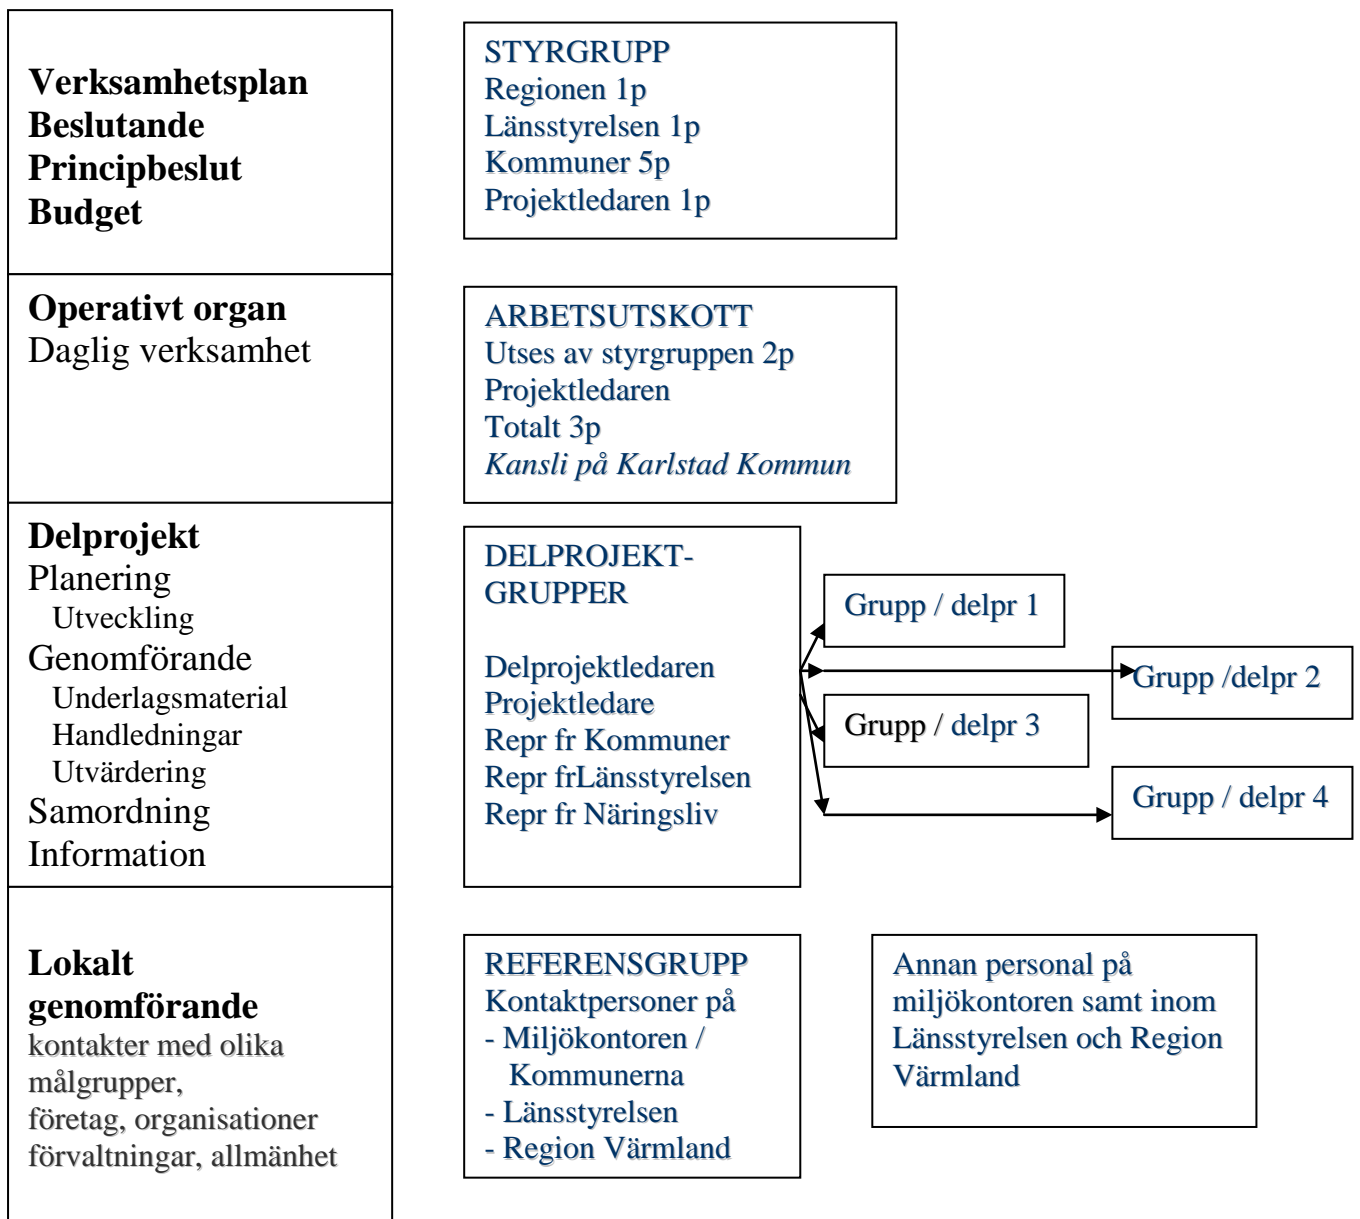 Verksamhetsplan
Beslutande
Principbeslut
Budget
STYRGRUPP
Regionen 1p
Länsstyrelsen 1p
Kommuner 5p
Projektledaren 1p
Operativt organ
Daglig verksamhet
ARBETSUTSKOTT
Utses av styrgruppen 2p
Projektledaren
Totalt 3p
Kansli på Karlstad Kommun
Delprojekt
Planering
Utveckling
Genomförande
Underlagsmaterial
Handledningar
Utvärdering
Samordning
Information
DELPROJEKT-
GRUPPER
Delprojektledaren
Projektledare
Repr fr Kommuner
Repr frLänsstyrelsen
Repr fr Näringsliv
Grupp / delpr 1
Grupp /delpr 2
Grupp / delpr 3
Grupp / delpr 4
Lokalt
genomförande
kontakter med olika
målgrupper,
företag, organisationer
förvaltningar, allmänhet
REFERENSGRUPP
Kontaktpersoner på
- Miljökontoren /
Kommunerna
- Länsstyrelsen
- Region Värmland
Annan personal på
miljökontoren samt inom
Länsstyrelsen och Region
Värmland